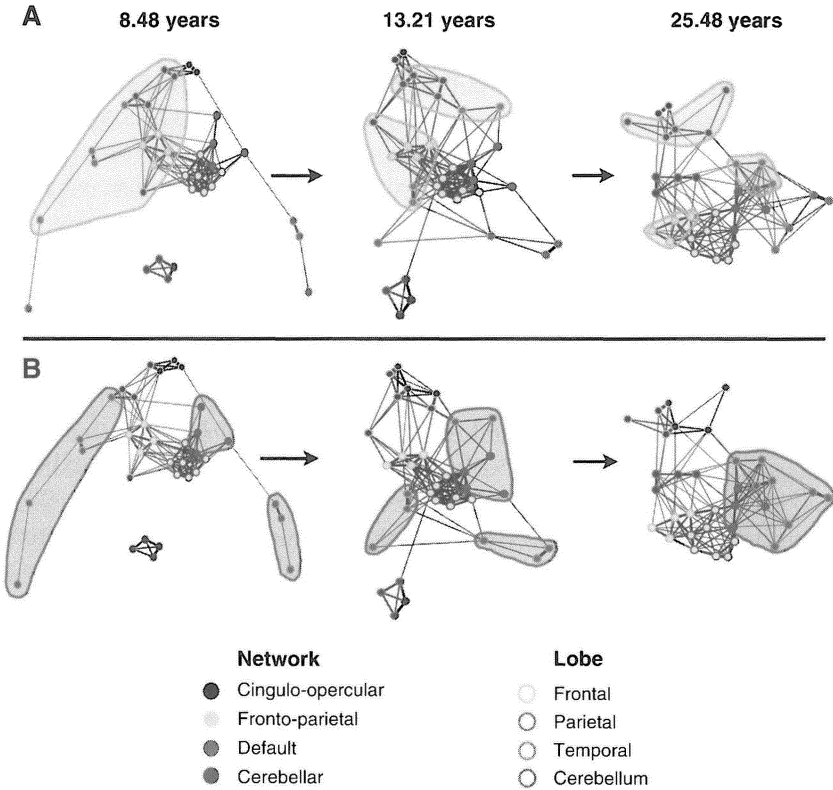 A
8.48 years
13.21 years
25.48 years
B
Network
Cingulo-opercular
Fronto-parietal
Default
Cerebellar
Lobe
Frontal
Parietal
Temporal
Cerebellum